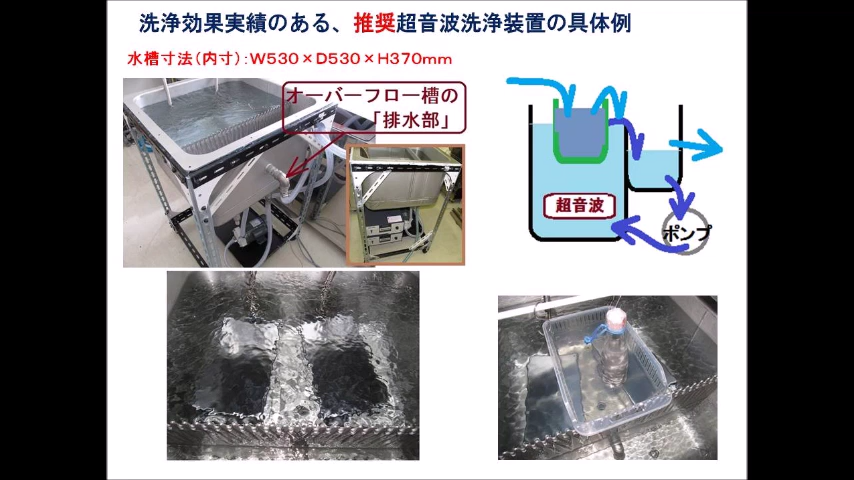 洗浄効果実績のある、推奨超音波洗浄装置の具体例
水槽寸法(内寸):W530×D530×H370mm
オーバーフロー槽の
「排水部」
超音波
ポンプ